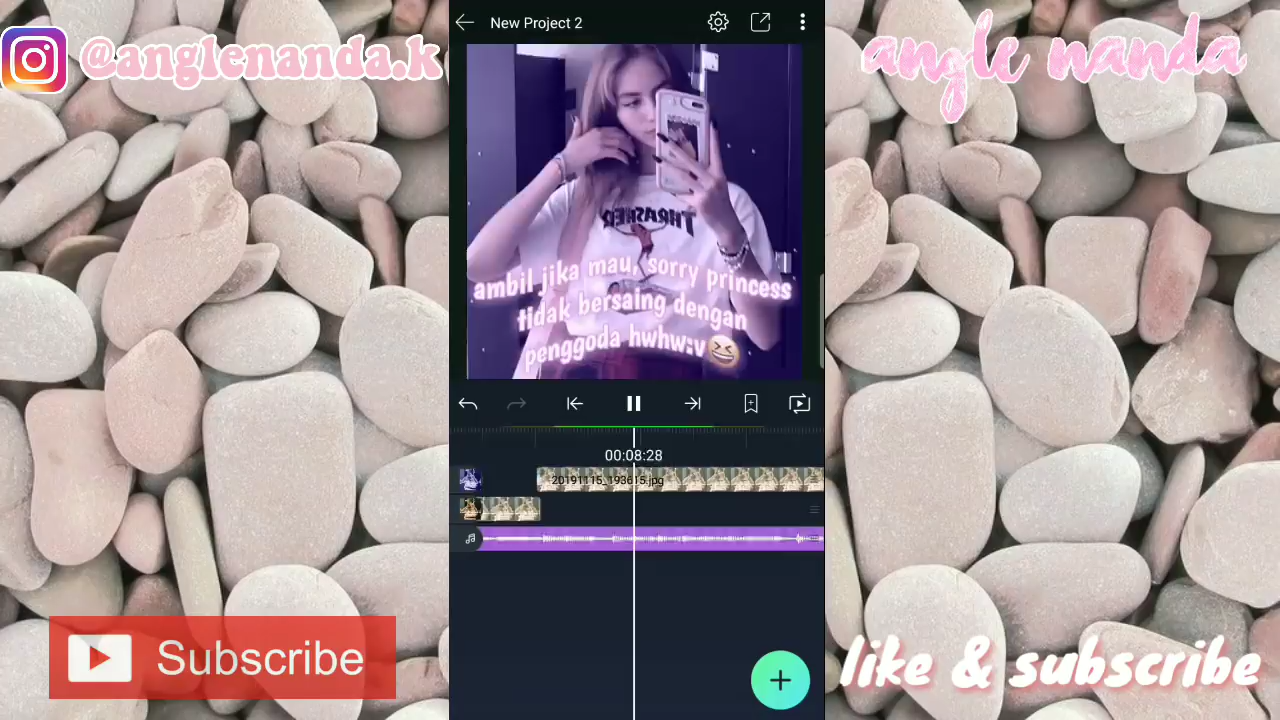 @anglenanda.k
New Project 2
angle nanda
THRASHER
ambil jika mau, sorry princess
tidak bersaing dengan
penggoda hwhw:v😆
00:08:28
20191115_193615.jpg
Subscribe
like & subscribe